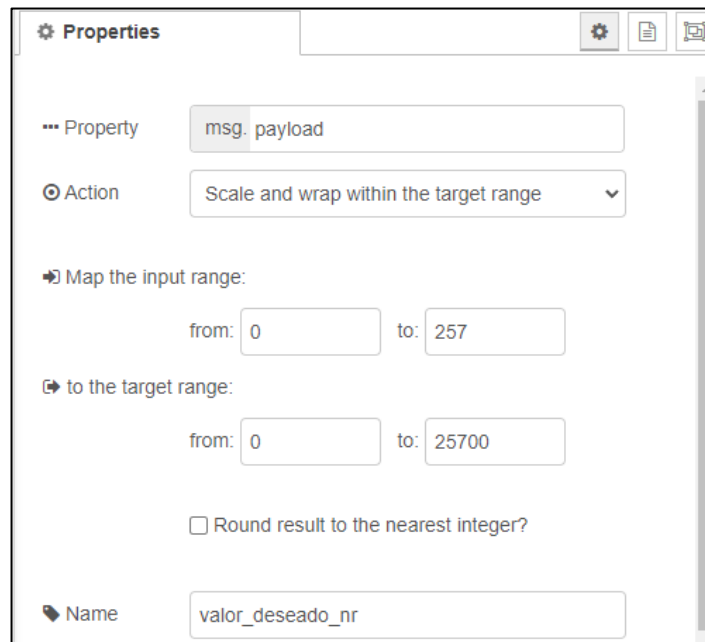 Properties
Property msg. payload
Action Scale and wrap within the target range
Map the input range:
from: 0 to: 257
to the target range:
from: 0 to: 25700
Round result to the nearest integer?
Name valor_deseado_nr